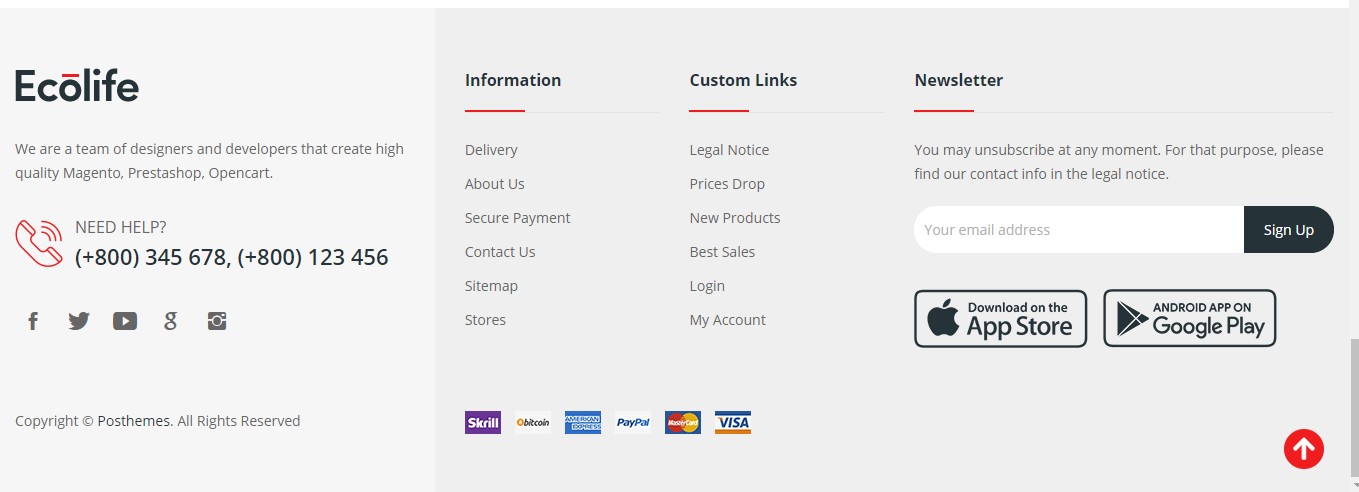 Ecōlife
We are a team of designers and developers that create high
quality Magento, Prestashop, Opencart.
NEED HELP?
(+800) 345 678, (+800) 123 456
Copyright © Posthemes. All Rights Reserved
Information
Delivery
About Us
Secure Payment
Contact Us
Sitemap
Stores
Custom Links
Legal Notice
Prices Drop
New Products
Best Sales
Login
My Account
Newsletter
You may unsubscribe at any moment. For that purpose, please
find our contact info in the legal notice.
Your email address
Sign Up
Download on the
App Store
ANDROID APP ON
Google Play
Skrill
bitcoin
AMERICAN
EXPRESS
PayPal
MasterCard
VISA